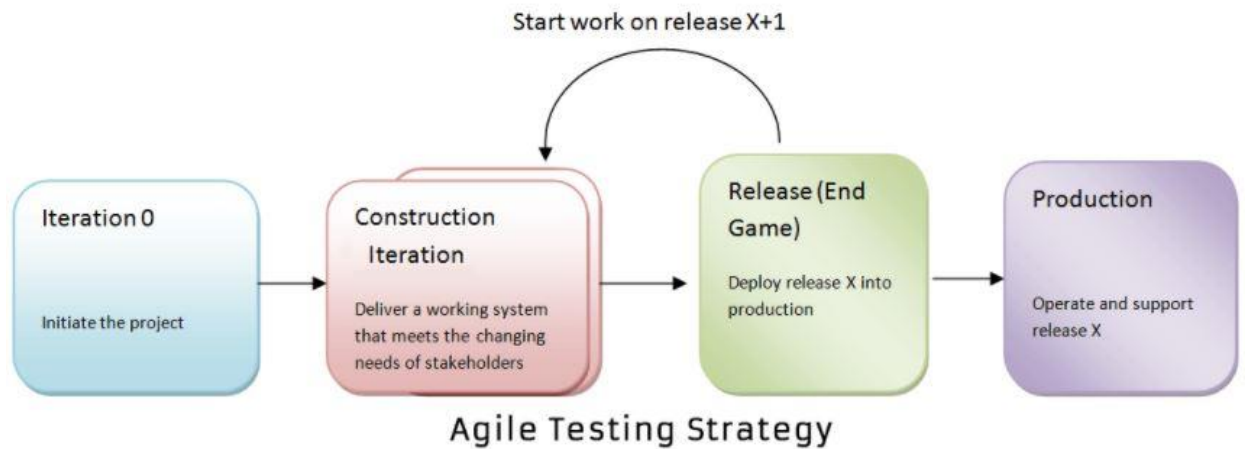 Start work on release X+1
Iteration 0
Initiate the project
Construction
Iteration
Deliver a working system
that meets the changing
needs of stakeholders
Release (End
Game)
Deploy release X into
production
Production
Operate and support
release X
Agile Testing Strategy